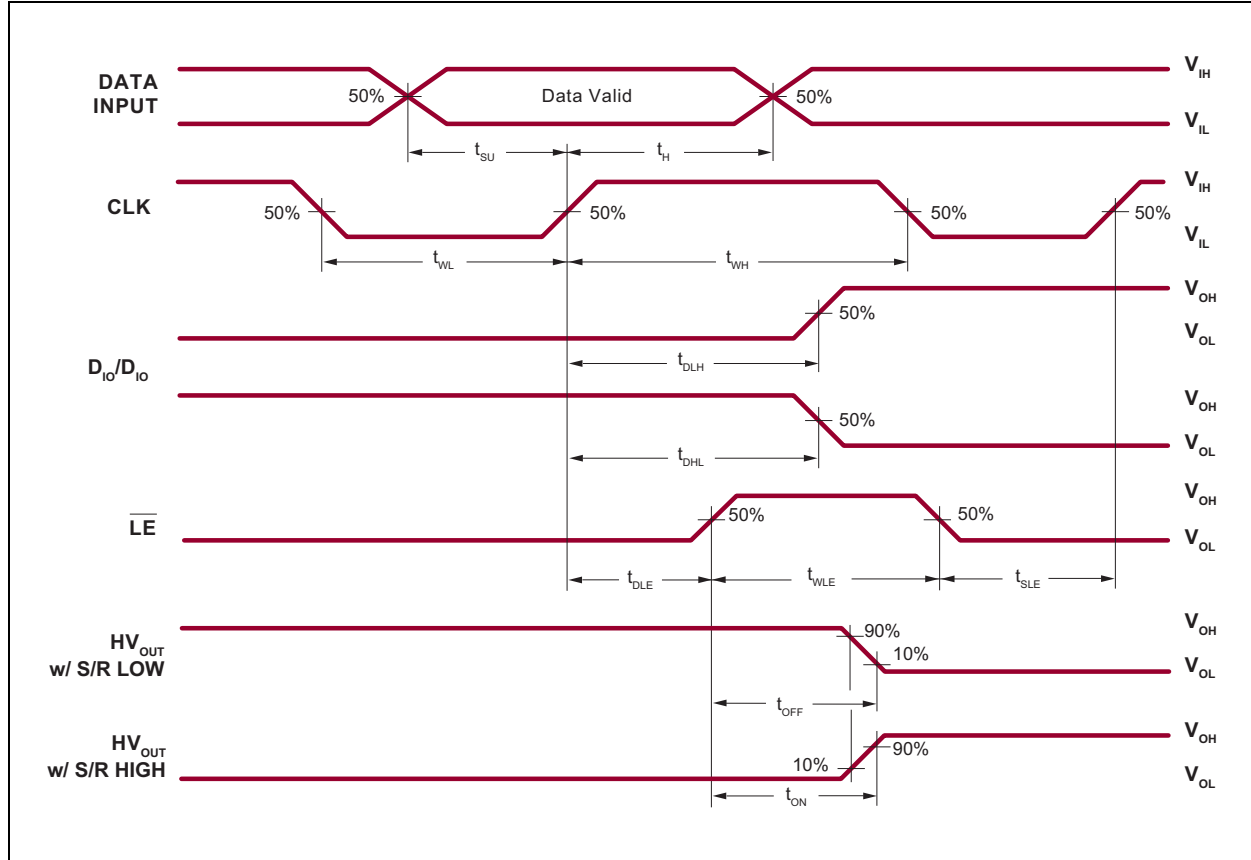 DATA
INPUT
50%
Data Valid
50%
V_IH
V_IL
t_SU
t_H
CLK
50%
50%
50%
50%
V_IH
V_IL
t_WL
t_WH
D_IO/D_IO
50%
V_OH
V_OL
t_DLH
50%
V_OH
V_OL
t_DHL
LE
50%
50%
V_OH
V_OL
t_DLE
t_WLE
t_SLE
HV_OUT
w/ S/R LOW
90%
10%
V_OH
V_OL
t_OFF
HV_OUT
w/ S/R HIGH
10%
90%
V_OH
V_OL
t_ON